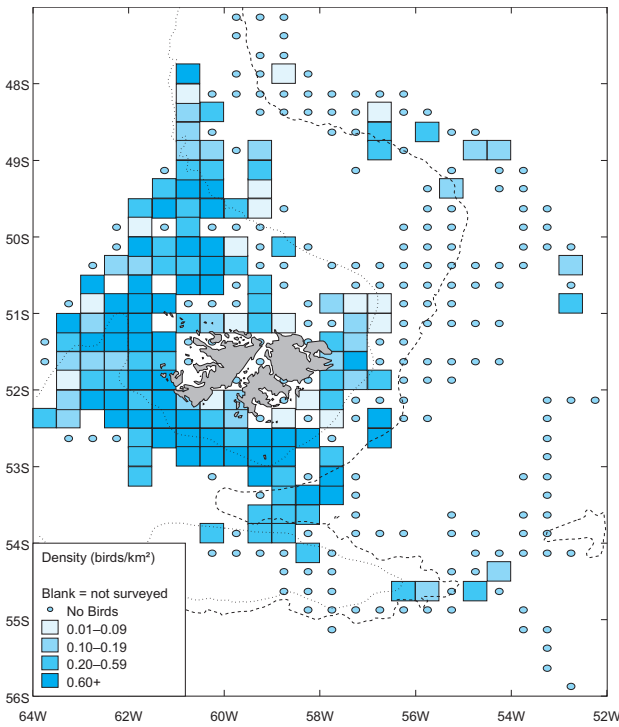 48S
49S
50S
51S
52S
53S
54S
55S
56S
Density (birds/km²)
Blank = not surveyed
No Birds
0.01–0.09
0.10–0.19
0.20–0.59
0.60+
64W 62W 60W 58W 56W 54W 52W